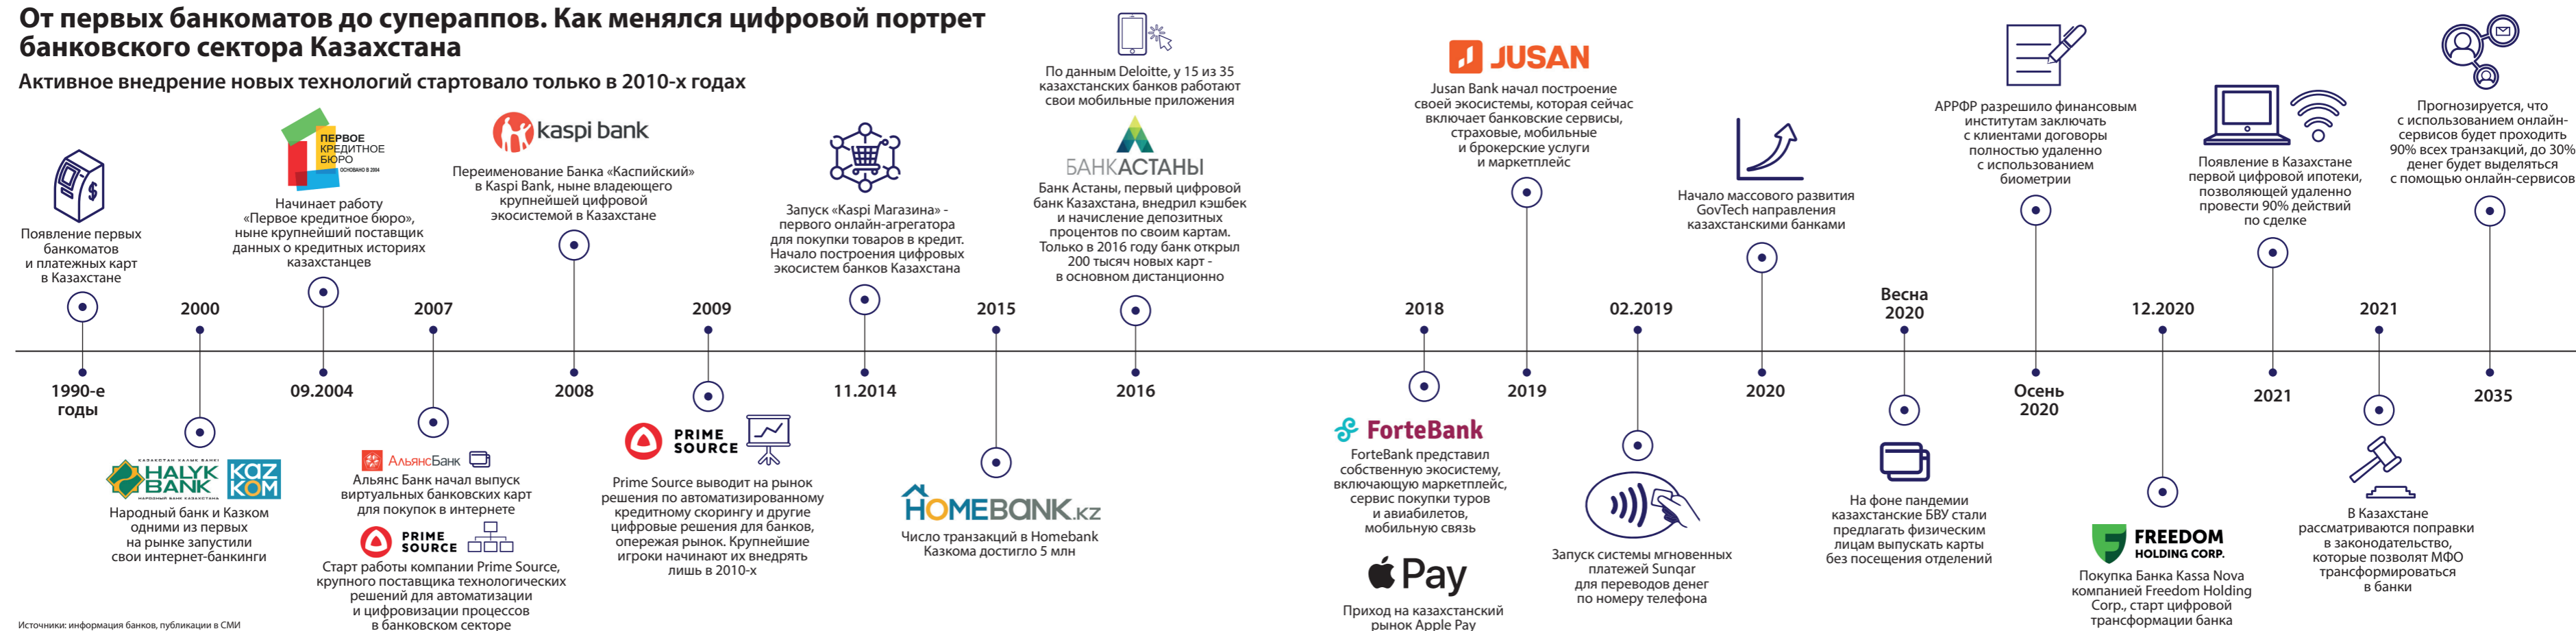 От первых банкоматов до супераппов. Как менялся цифровой портрет
банковского сектора Казахстана
Активное внедрение новых технологий стартовало только в 2010-х годах
Появление первых
банкоматов
и платежных карт
в Казахстане
1990-е
годы
2000
HALYK
BANK
KAZ
KOM
Народный банк и Казком
одними из первых
на рынке запустили
свои интернет-банкинги
ПЕРВОЕ
КРЕДИТНОЕ
БЮРО
ОСНОВАНО В 2004
Начинает работу
«Первое кредитное бюро»,
ныне крупнейший поставщик
данных о кредитных историях
казахстанцев
09.2004
2007
АльянсБанк
Альянс Банк начал выпуск
виртуальных банковских карт
для покупок в интернете
PRIME
SOURCE
Старт работы компании Prime Source,
крупного поставщика технологических
решений для автоматизации
и цифровизации процессов
в банковском секторе
kaspi bank
Переименование Банка «Каспийский»
в Kaspi Bank, ныне владеющего
крупнейшей цифровой
экосистемой в Казахстане
2008
2009
PRIME
SOURCE
Prime Source выводит на рынок
решения по автоматизированному
кредитному скорингу и другие
цифровые решения для банков,
опережая рынок. Крупнейшие
игроки начинают их внедрять
лишь в 2010-х
Запуск «Kaspi Магазина» -
первого онлайн-агрегатора
для покупки товаров в кредит.
Начало построения цифровых
экосистем банков Казахстана
11.2014
2015
HOMEBANK.KZ
Число транзакций в Homebank
Казкома достигло 5 млн
По данным Deloitte, у 15 из 35
казахстанских банков работают
свои мобильные приложения
БАНКАСТАНЫ
Банк Астаны, первый цифровой
банк Казахстана, внедрил кэшбек
и начисление депозитных
процентов по своим картам.
Только в 2016 году банк открыл
200 тысяч новых карт -
в основном дистанционно
2016
2018
ForteBank
ForteBank представил
собственную экосистему,
включающую маркетплейс,
сервис покупки туров
и авиабилетов,
мобильную связь
Pay
Приход на казахстанский
рынок Apple Pay
JUSAN
Jusan Bank начал построение
своей экосистемы, которая сейчас
включает банковские сервисы,
страховые, мобильные
и брокерские услуги
и маркетплейс
2019
02.2019
Запуск системы мгновенных
платежей Sunqar
для переводов денег
по номеру телефона
Начало массового развития
GovTech направления
казахстанскими банками
2020
Весна
2020
На фоне пандемии
казахстанские БВУ стали
предлагать физическим
лицам выпускать карты
без посещения отделений
АРРФР разрешило финансовым
институтам заключать
с клиентами договоры
полностью удаленно
с использованием
биометрии
Осень
2020
12.2020
FREEDOM
HOLDING CORP.
Покупка Банка Kassa Nova
компанией Freedom Holding
Corp., старт цифровой
трансформации банка
Появление в Казахстане
первой цифровой ипотеки,
позволяющей удаленно
провести 90% действий
по сделке
2021
2021
В Казахстане
рассматриваются поправки
в законодательство,
которые позволят МФО
трансформироваться
в банки
Прогнозируется, что
с использованием онлайн-
сервисов будет проходить
90% всех транзакций, до 30%
денег будет выделяться
с помощью онлайн-сервисов
2035
Источники: информация банков, публикации в СМИ